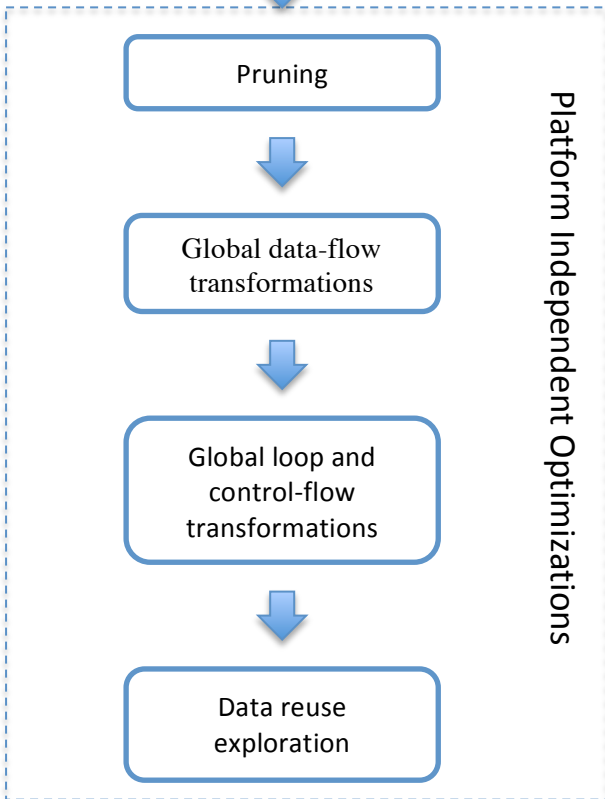 Pruning
Global data-flow
transformations
Global loop and
control-flow
transformations
Data reuse
exploration
Platform Independent Optimizations